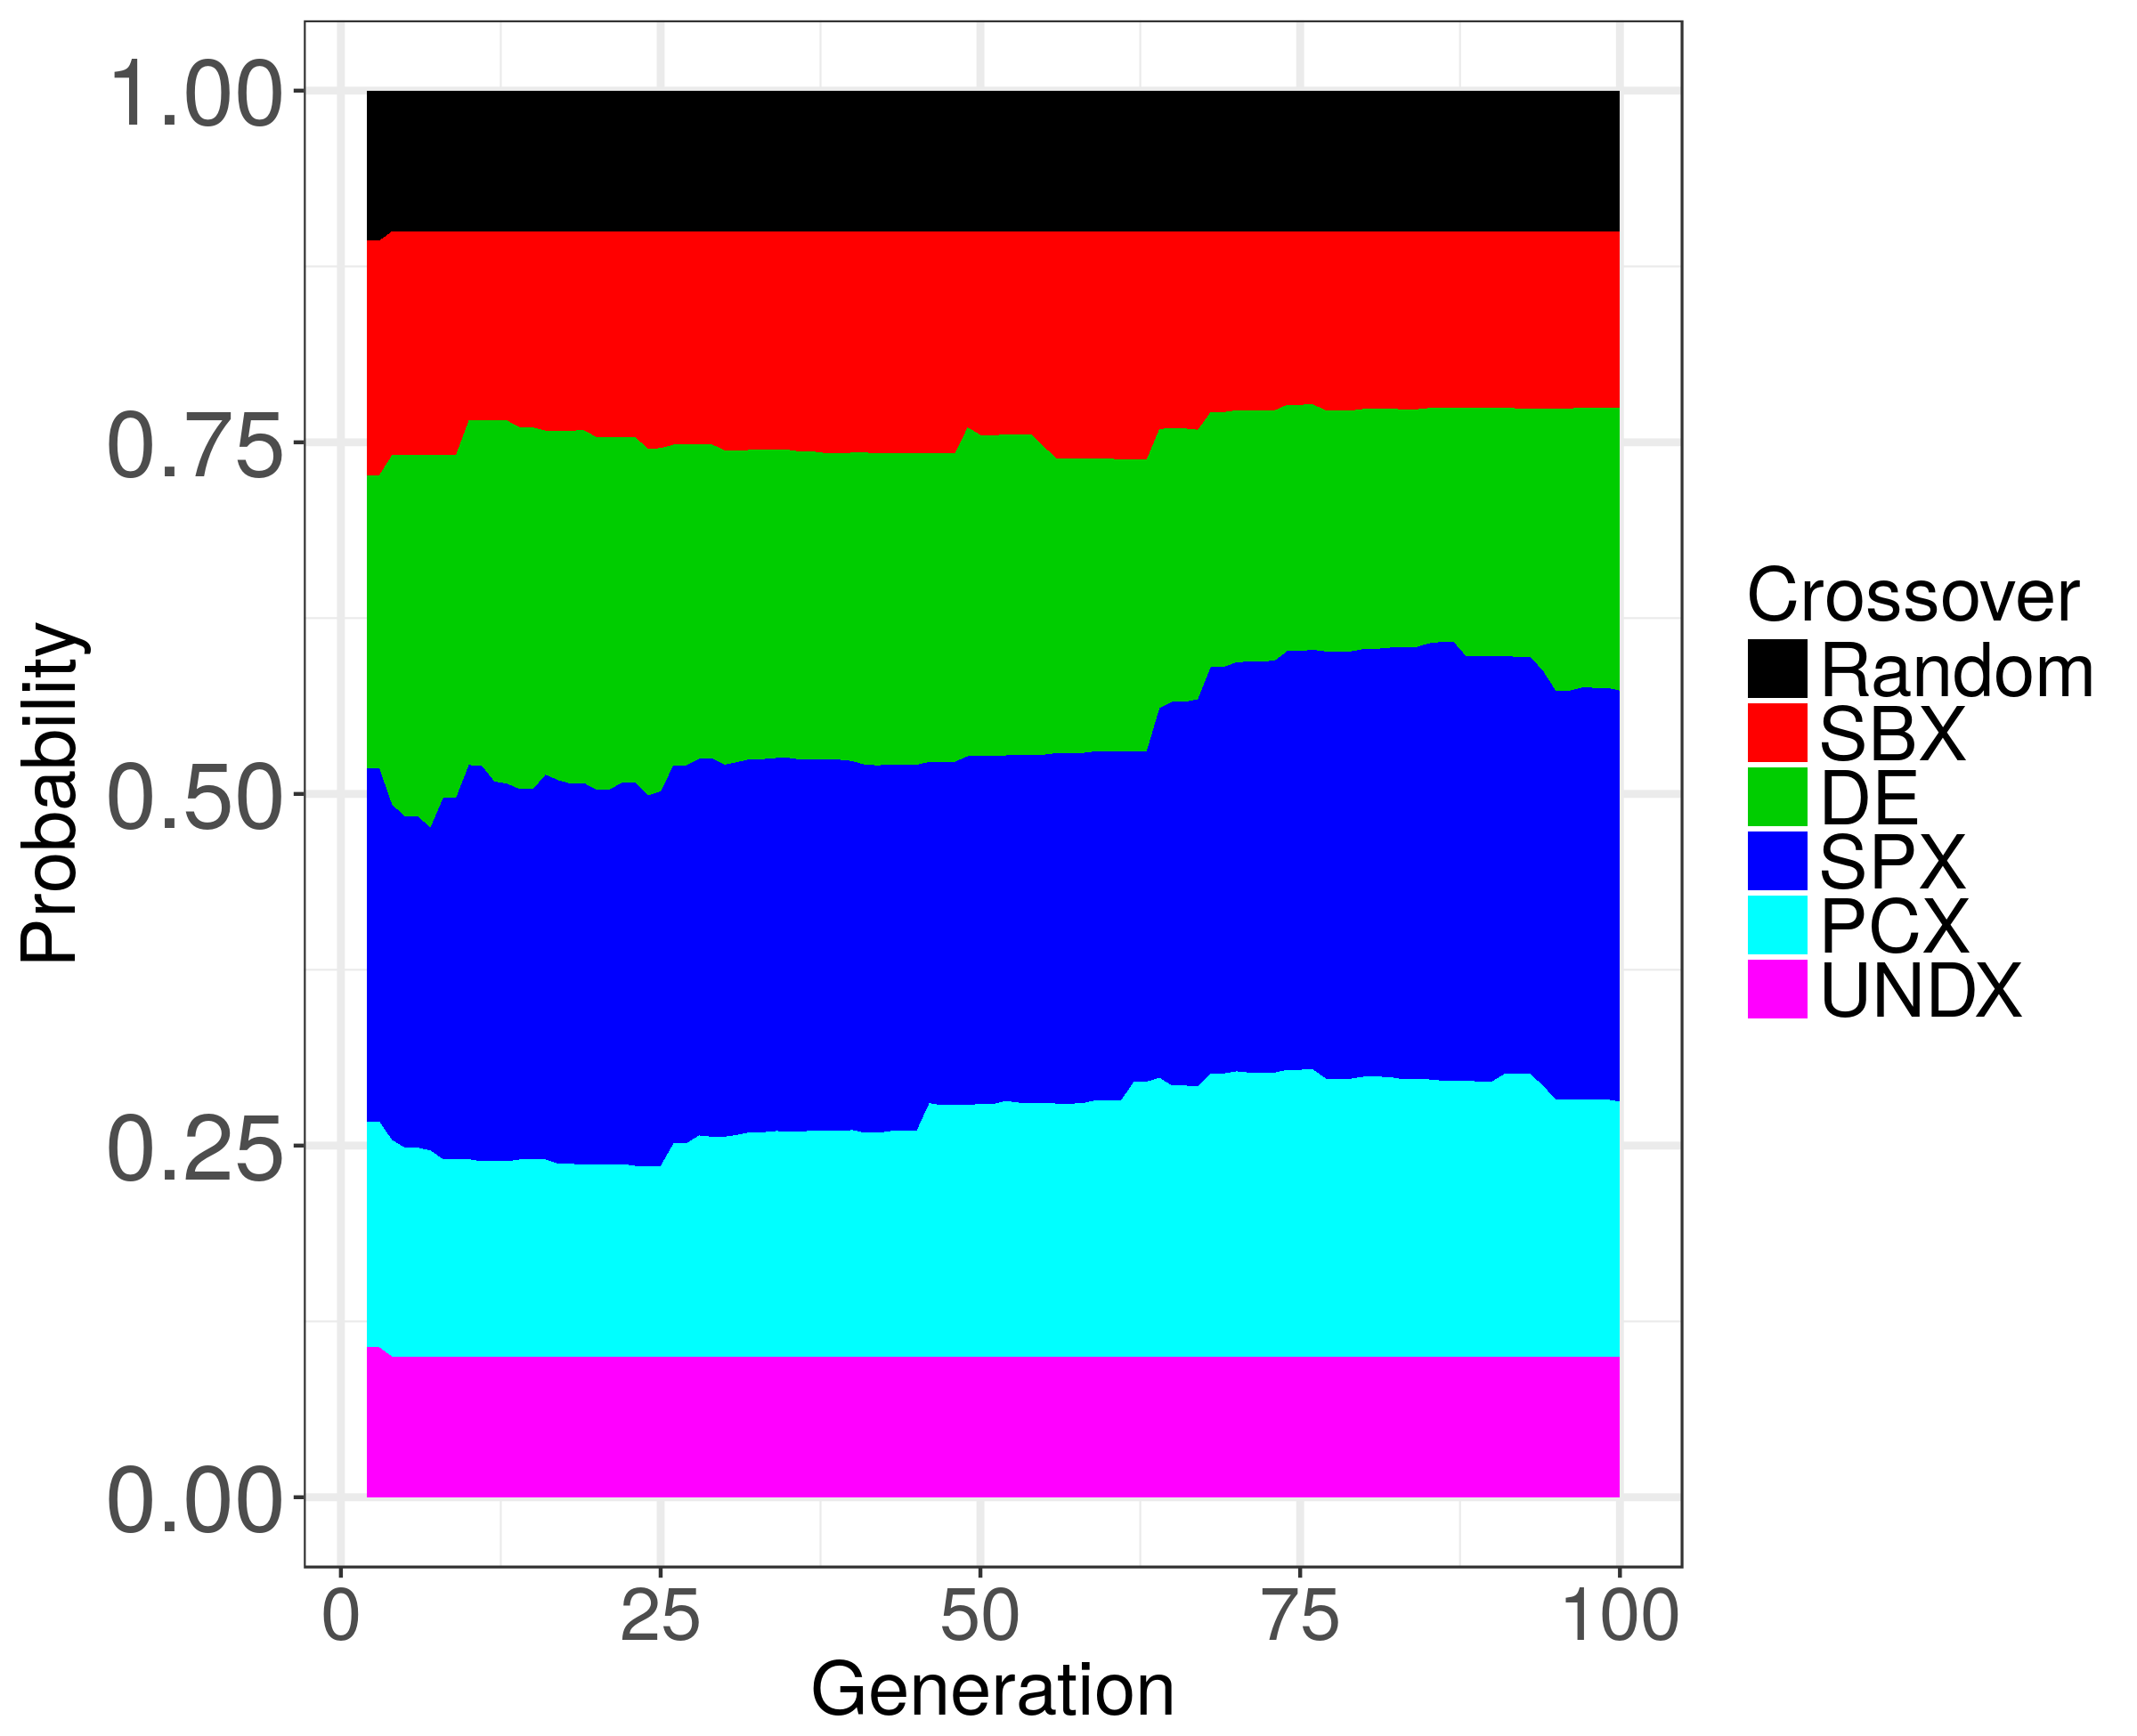 1.00
0.75
0.50
0.25
0.00
Probability
0 25 50 75 100
Generation
Crossover
Random
SBX
DE
SPX
PCX
UNDX